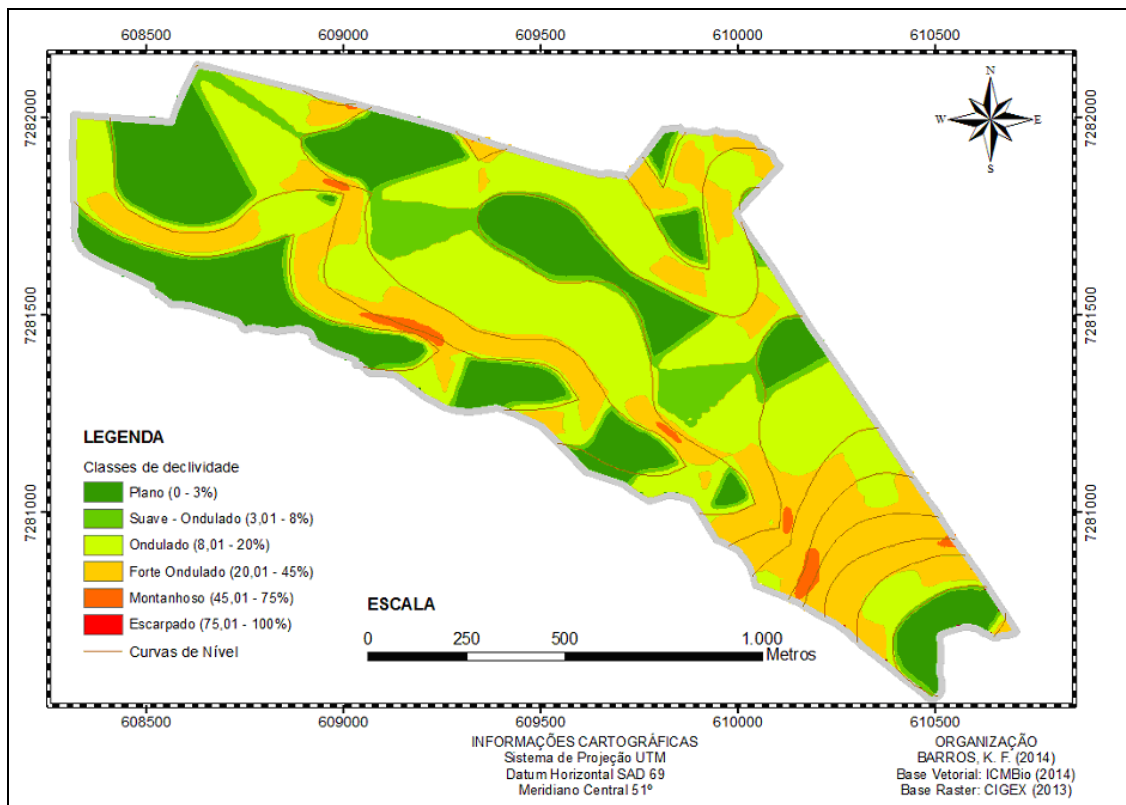 608500 609000 609500 610000 610500
7282000 7282000
N
W E
S
7281500 7281500
LEGENDA
Classes de declividade
Plano (0 - 3%)
Suave - Ondulado (3,01 - 8%)
Ondulado (8,01 - 20%)
Forte Ondulado (20,01 - 45%)
Montanhoso (45,01 - 75%)
Escarpado (75,01 - 100%)
Curvas de Nível
7281000 7281000
ESCALA
0 250 500 1.000
Metros
608500 609000 609500 610000 610500
INFORMAÇÕES CARTOGRÁFICAS
Sistema de Projeção UTM
Datum Horizontal SAD 69
Meridiano Central 51º
ORGANIZAÇÃO
BARROS, K. F. (2014)
Base Vetorial: ICMBio (2014)
Base Raster: CIGEX (2013)